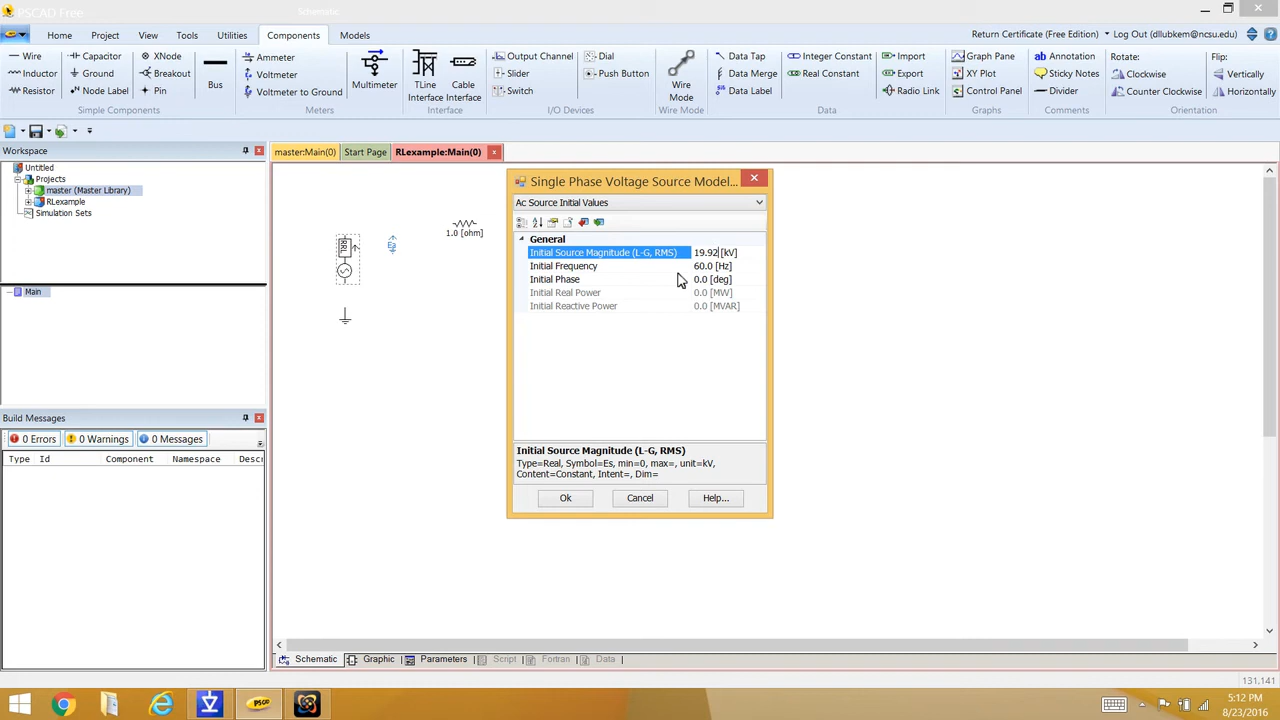 PSCAD Free
Schematic
Home Project View Tools Utilities Components Models
Return Certificate (Free Edition) Log Out (dllubkem@ncsu.edu)
Wire Capacitor XNode
Inductor Ground Breakout
Resistor Node Label Pin
Bus
Simple Components
Ammeter
Voltmeter
Voltmeter to Ground
Multimeter
Meters
TLine Cable
Interface Interface
Interface
Output Channel Dial
Slider Push Button
Switch
I/O Devices
Wire
Mode
Wire Mode
Data Tap Integer Constant Import
Data Merge Real Constant Export
Data Label Radio Link
Data
Graph Pane
XY Plot
Control Panel
Graphs
Annotation
Sticky Notes
Divider
Comments
Rotate: Flip:
Clockwise Vertically
Counter Clockwise Horizontally
Orientation
Workspace
Untitled
Projects
master (Master Library)
RLexample
Simulation Sets
Main
master:Main(0) Start Page RLexample:Main(0)
RRL
Ea
1.0 [ohm]
Single Phase Voltage Source Model...
Ac Source Initial Values
General
Initial Source Magnitude (L-G, RMS) 19.92 [kV]
Initial Frequency 60.0 [Hz]
Initial Phase 0.0 [deg]
Initial Real Power 0.0 [MW]
Initial Reactive Power 0.0 [MVAR]
Initial Source Magnitude (L-G, RMS)
Type=Real, Symbol=Es, min=0, max=, unit=kV,
Content=Constant, Intent=, Dim=
Ok Cancel Help...
Build Messages
0 Errors 0 Warnings 0 Messages
Type Id Component Namespace Descr
Schematic Graphic Parameters Script Fortran Data
131,141
PSCAD
5:12 PM
8/23/2016